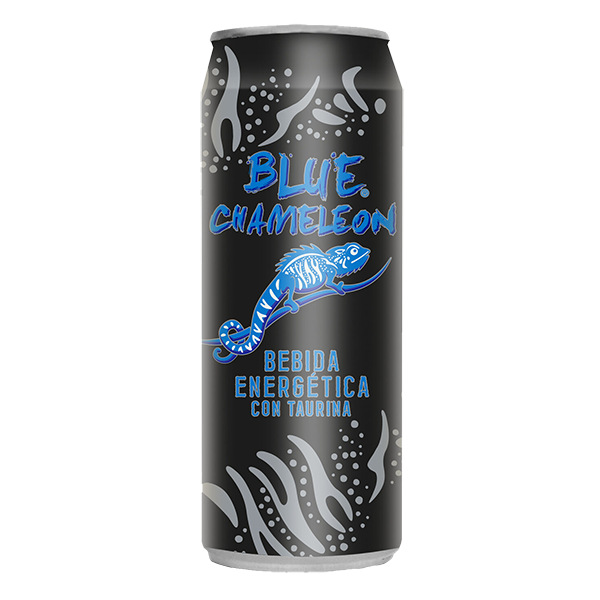 BLUE®
CHAMELEON
BEBIDA
ENERGÉTICA
CON TAURINA